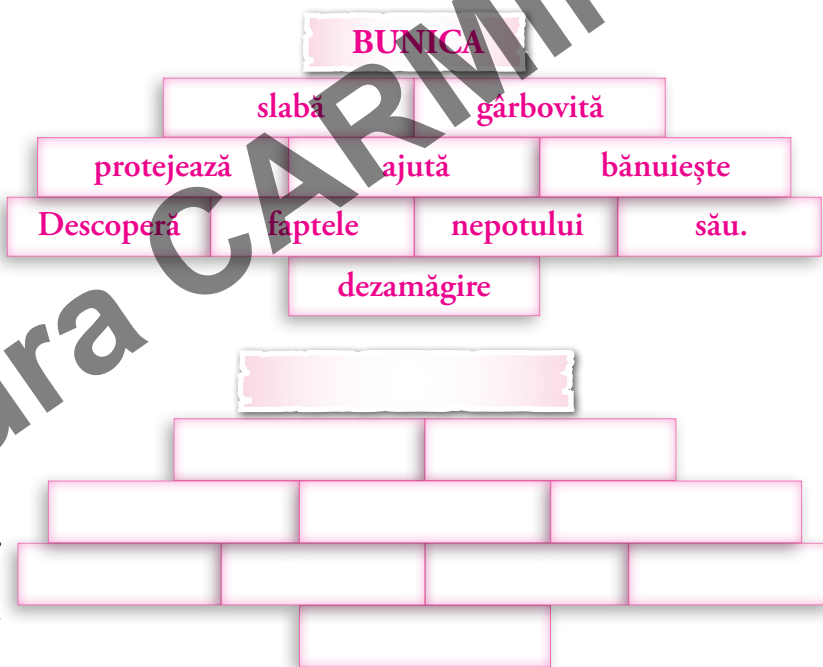 BUNICA
slabă gârbovită
protejează ajută bănuiește
Descoperă faptele nepotului său.
dezamăgire
ura CARMI